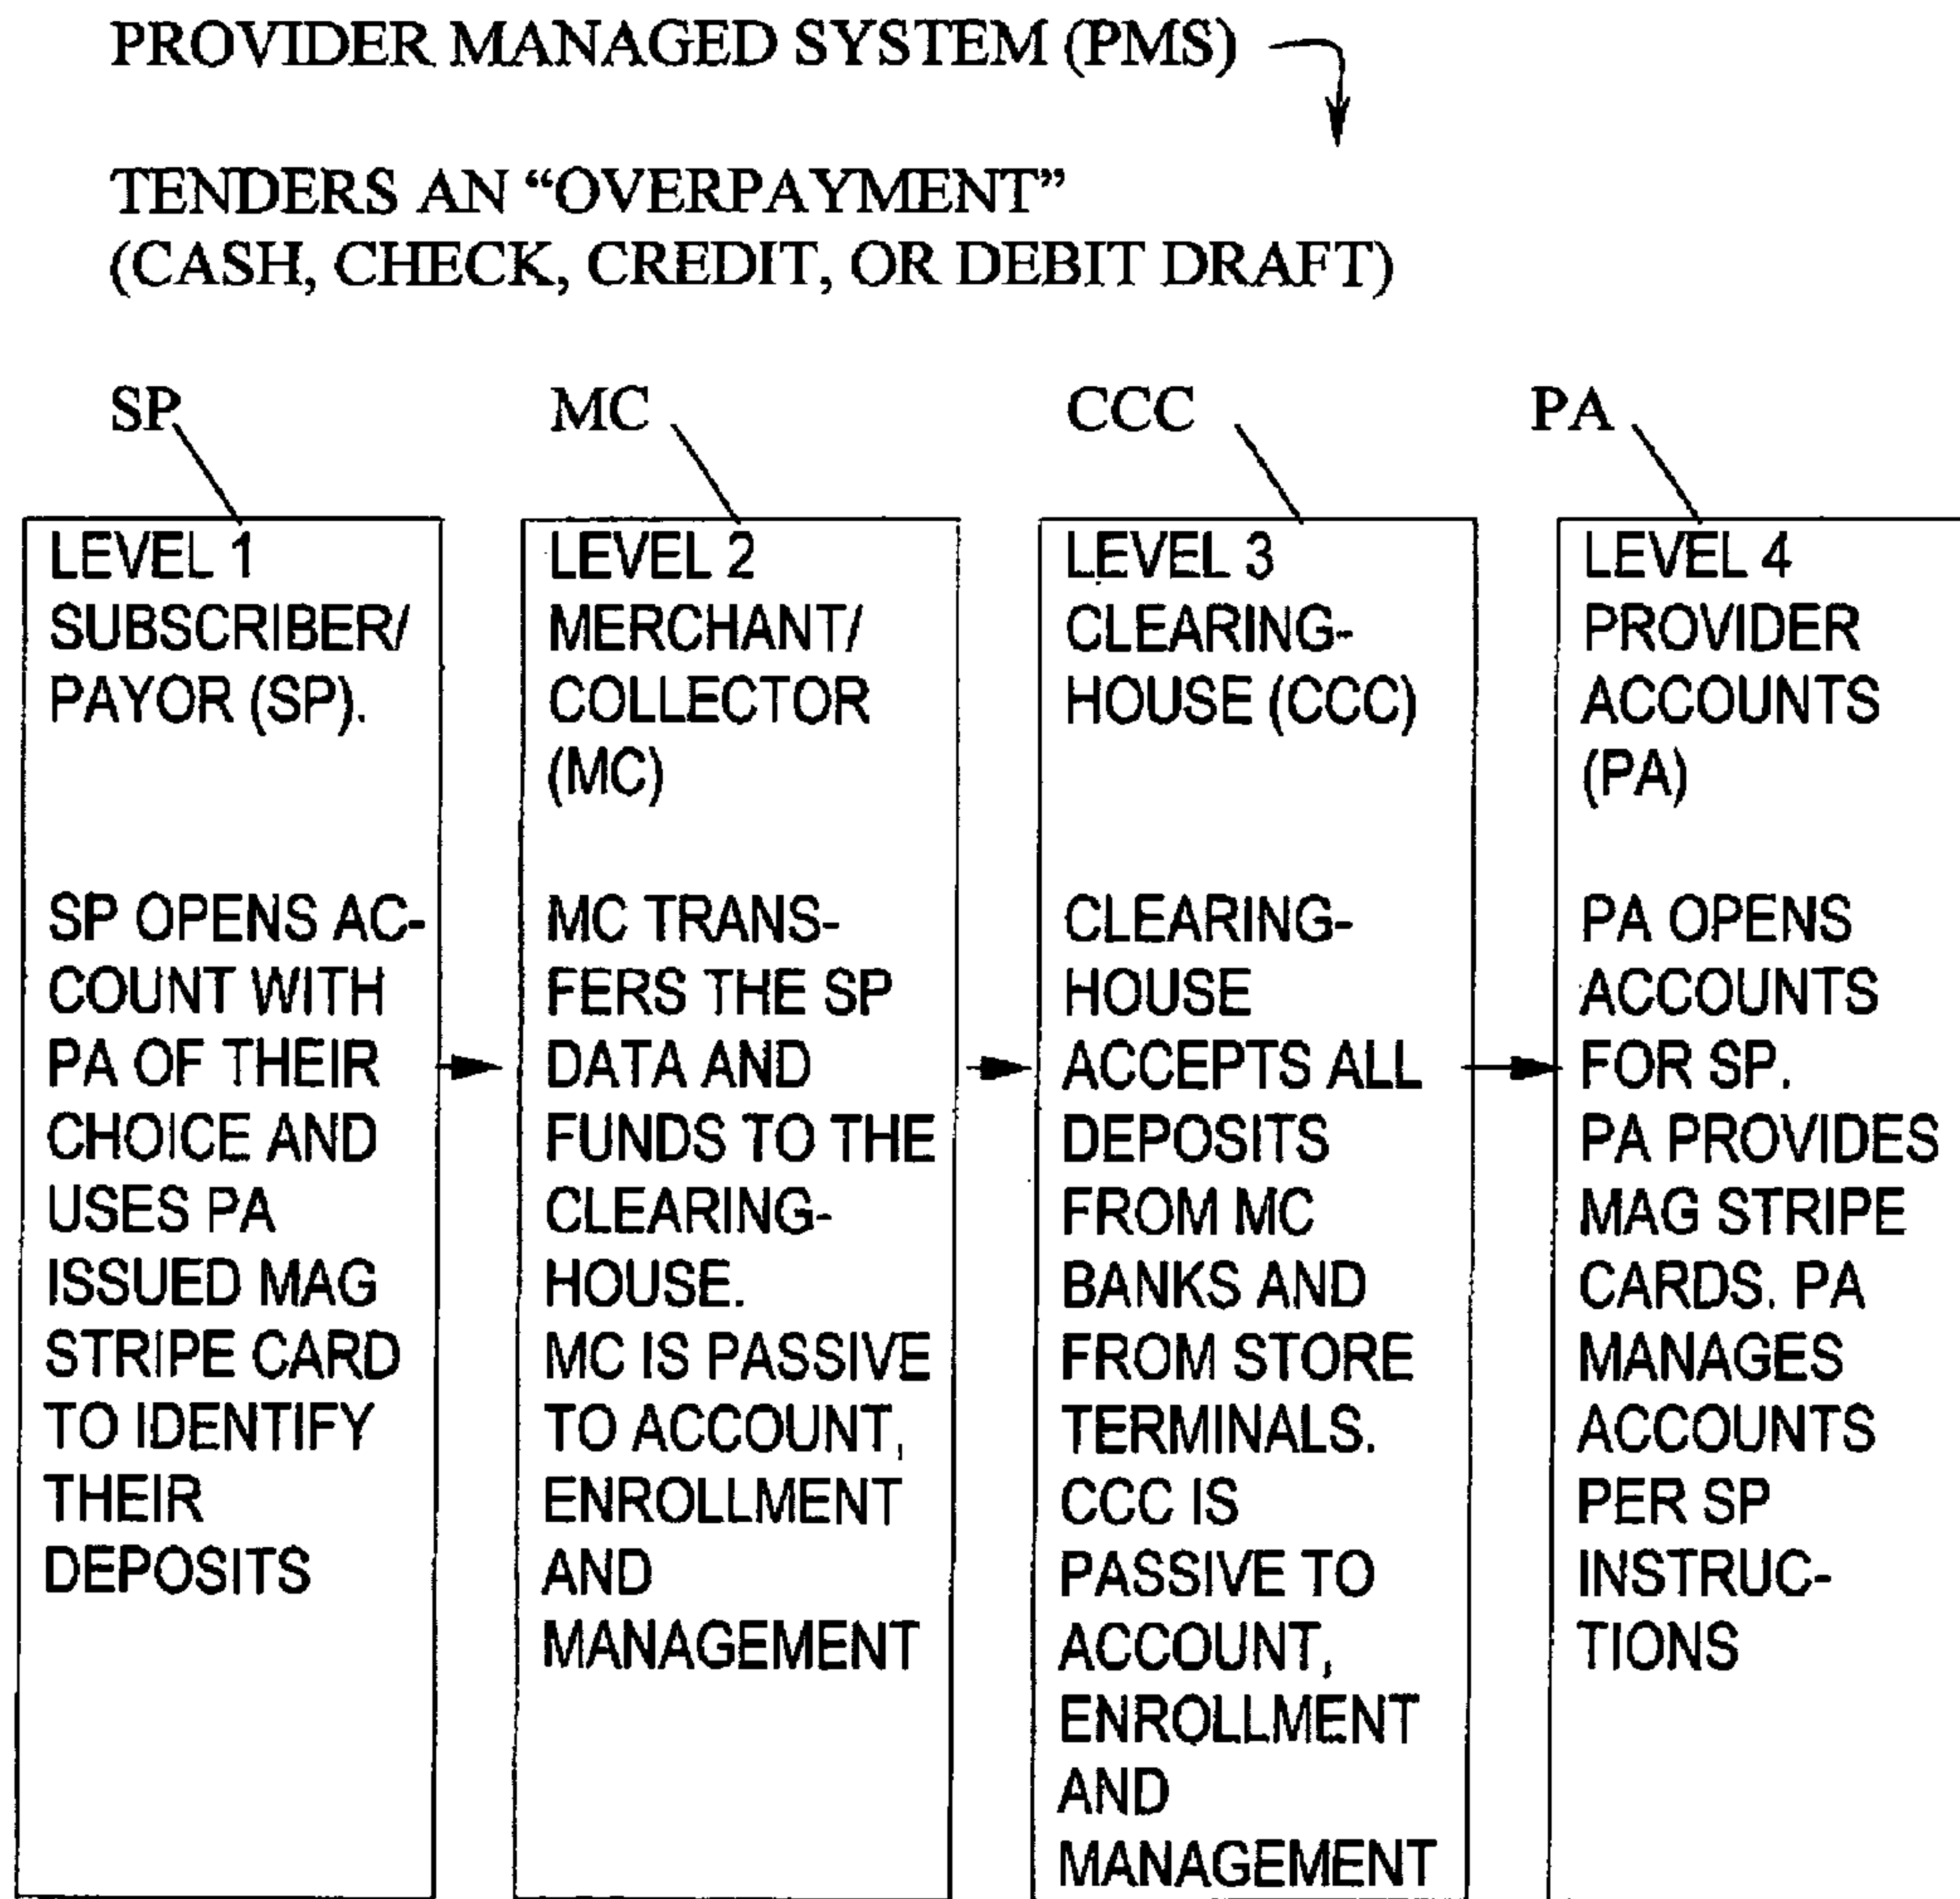 PROVIDER MANAGED SYSTEM (PMS)
TENDERS AN “OVERPAYMENT”
(CASH, CHECK, CREDIT, OR DEBIT DRAFT)
SP
MC
CCC
PA
LEVEL 1
SUBSCRIBER/
PAYOR (SP).
SP OPENS AC-
COUNT WITH
PA OF THEIR
CHOICE AND
USES PA
ISSUED MAG
STRIPE CARD
TO IDENTIFY
THEIR
DEPOSITS
LEVEL 2
MERCHANT/
COLLECTOR
(MC)
MC TRANS-
FERS THE SP
DATA AND
FUNDS TO THE
CLEARING-
HOUSE.
MC IS PASSIVE
TO ACCOUNT,
ENROLLMENT
AND
MANAGEMENT
LEVEL 3
CLEARING-
HOUSE (CCC)
CLEARING-
HOUSE
ACCEPTS ALL
DEPOSITS
FROM MC
BANKS AND
FROM STORE
TERMINALS.
CCC IS
PASSIVE TO
ACCOUNT,
ENROLLMENT
AND
MANAGEMENT
LEVEL 4
PROVIDER
ACCOUNTS
(PA)
PA OPENS
ACCOUNTS
FOR SP.
PA PROVIDES
MAG STRIPE
CARDS. PA
MANAGES
ACCOUNTS
PER SP
INSTRUC-
TIONS